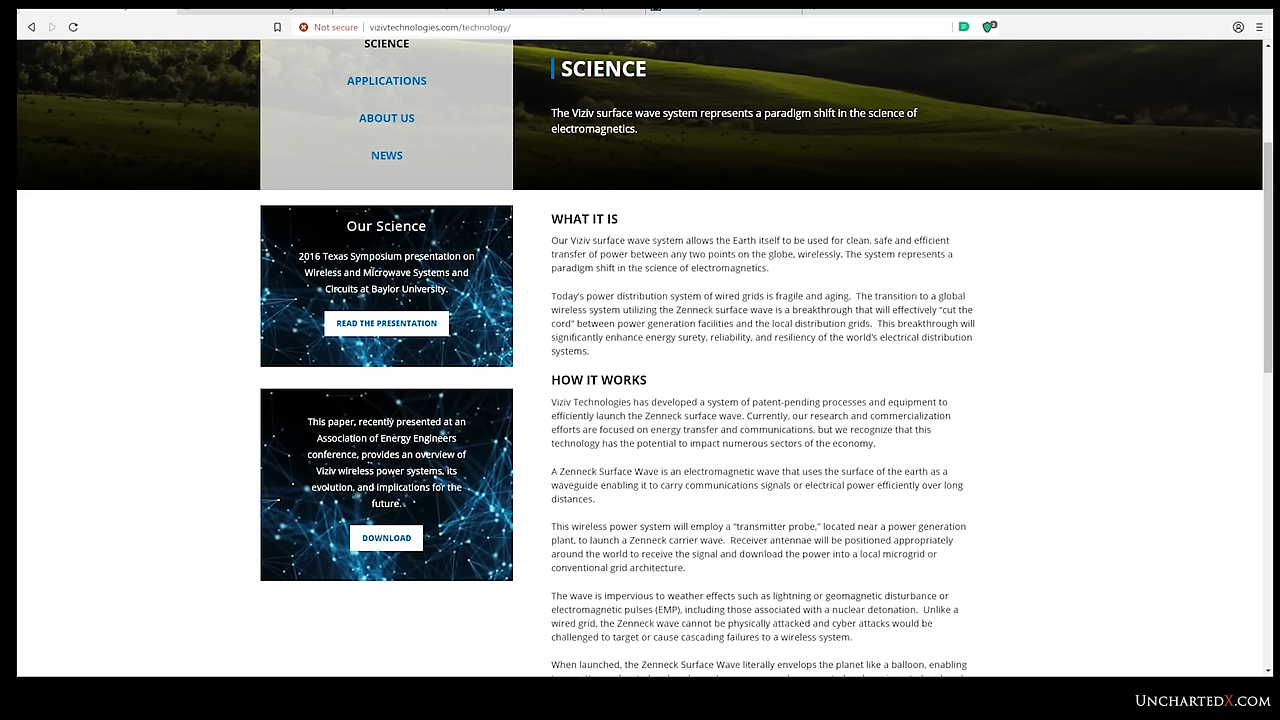 Not secure
vizivtechnologies.com/technology/
SCIENCE
APPLICATIONS
ABOUT US
NEWS
SCIENCE
The Viziv surface wave system represents a paradigm shift in the science of
electromagnetics.
Our Science
2016 Texas Symposium presentation on
Wireless and Microwave Systems and
Circuits at Baylor University.
READ THE PRESENTATION
This paper, recently presented at an
Association of Energy Engineers
conference, provides an overview of
Viziv wireless power systems, its
evolution, and implications for the
future.
DOWNLOAD
WHAT IT IS
Our Viziv surface wave system allows the Earth itself to be used for clean, safe and efficient
transfer of power between any two points on the globe, wirelessly. The system represents a
paradigm shift in the science of electromagnetics.
Today's power distribution system of wired grids is fragile and aging.  The transition to a global
wireless system utilizing the Zenneck surface wave is a breakthrough that will effectively “cut the
cord” between power generation facilities and the local distribution grids.  This breakthrough will
significantly enhance energy surety, reliability, and resiliency of the world's electrical distribution
systems.
HOW IT WORKS
Viziv Technologies has developed a system of patent-pending processes and equipment to
efficiently launch the Zenneck surface wave. Currently, our research and commercialization
efforts are focused on energy transfer and communications, but we recognize that this
technology has the potential to impact numerous sectors of the economy.
A Zenneck Surface Wave is an electromagnetic wave that uses the surface of the earth as a
waveguide enabling it to carry communications signals or electrical power efficiently over long
distances.
This wireless power system will employ a “transmitter probe,” located near a power generation
plant, to launch a Zenneck carrier wave.  Receiver antennae will be positioned appropriately
around the world to receive the signal and download the power into a local microgrid or
conventional grid architecture.
The wave is impervious to weather effects such as lightning or geomagnetic disturbance or
electromagnetic pulses (EMP), including those associated with a nuclear detonation.  Unlike a
wired grid, the Zenneck wave cannot be physically attacked and cyber attacks would be
challenged to target or cause cascading failures to a wireless system.
When launched, the Zenneck Surface Wave literally envelops the planet like a balloon, enabling
UNCHARTEDX.COM